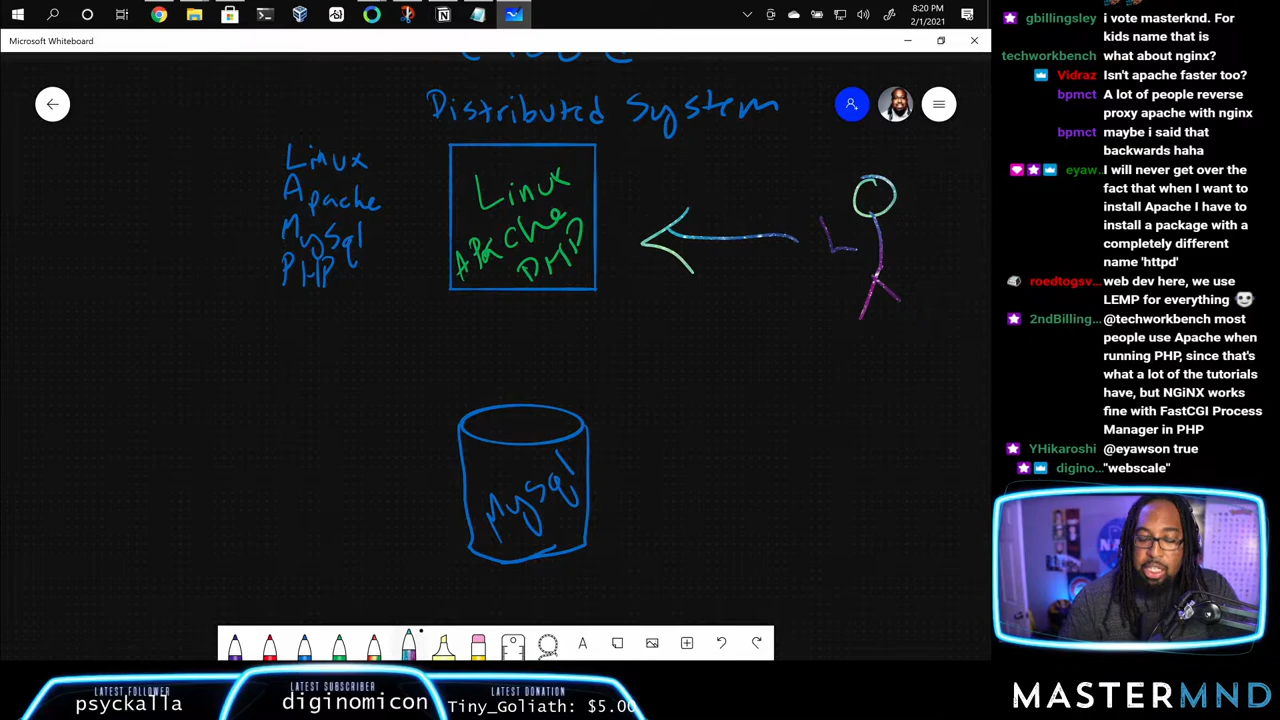 8:20 PM
2/1/2021
Microsoft Whiteboard
Distributed System
Linux
Apache
Mysql
PHP
Linux
APache
PHP
Mysql
gbillingsley i vote masterknd. For
kids name that is
techworkbench what about nginx?
Vidraz Isn't apache faster too?
bpmct A lot of people reverse
proxy apache with nginx
bpmct maybe i said that
backwards haha
eyaw.. I will never get over the
fact that when I want to
install Apache I have to
install a package with a
completely different
name 'httpd'
roedtogsv... web dev here, we use
LEMP for everything
2ndBilling... @techworkbench most
people use Apache when
running PHP, since that's
what a lot of the tutorials
have, but NGiNX works
fine with FastCGI Process
Manager in PHP
YHikaroshi @eyawson true
digino... "webscale"
LATEST FOLLOWER
psyckalla
LATEST SUBSCRIBER
diginomicon
LATEST DONATION
Tiny_Goliath: $5.00
MASTERMND